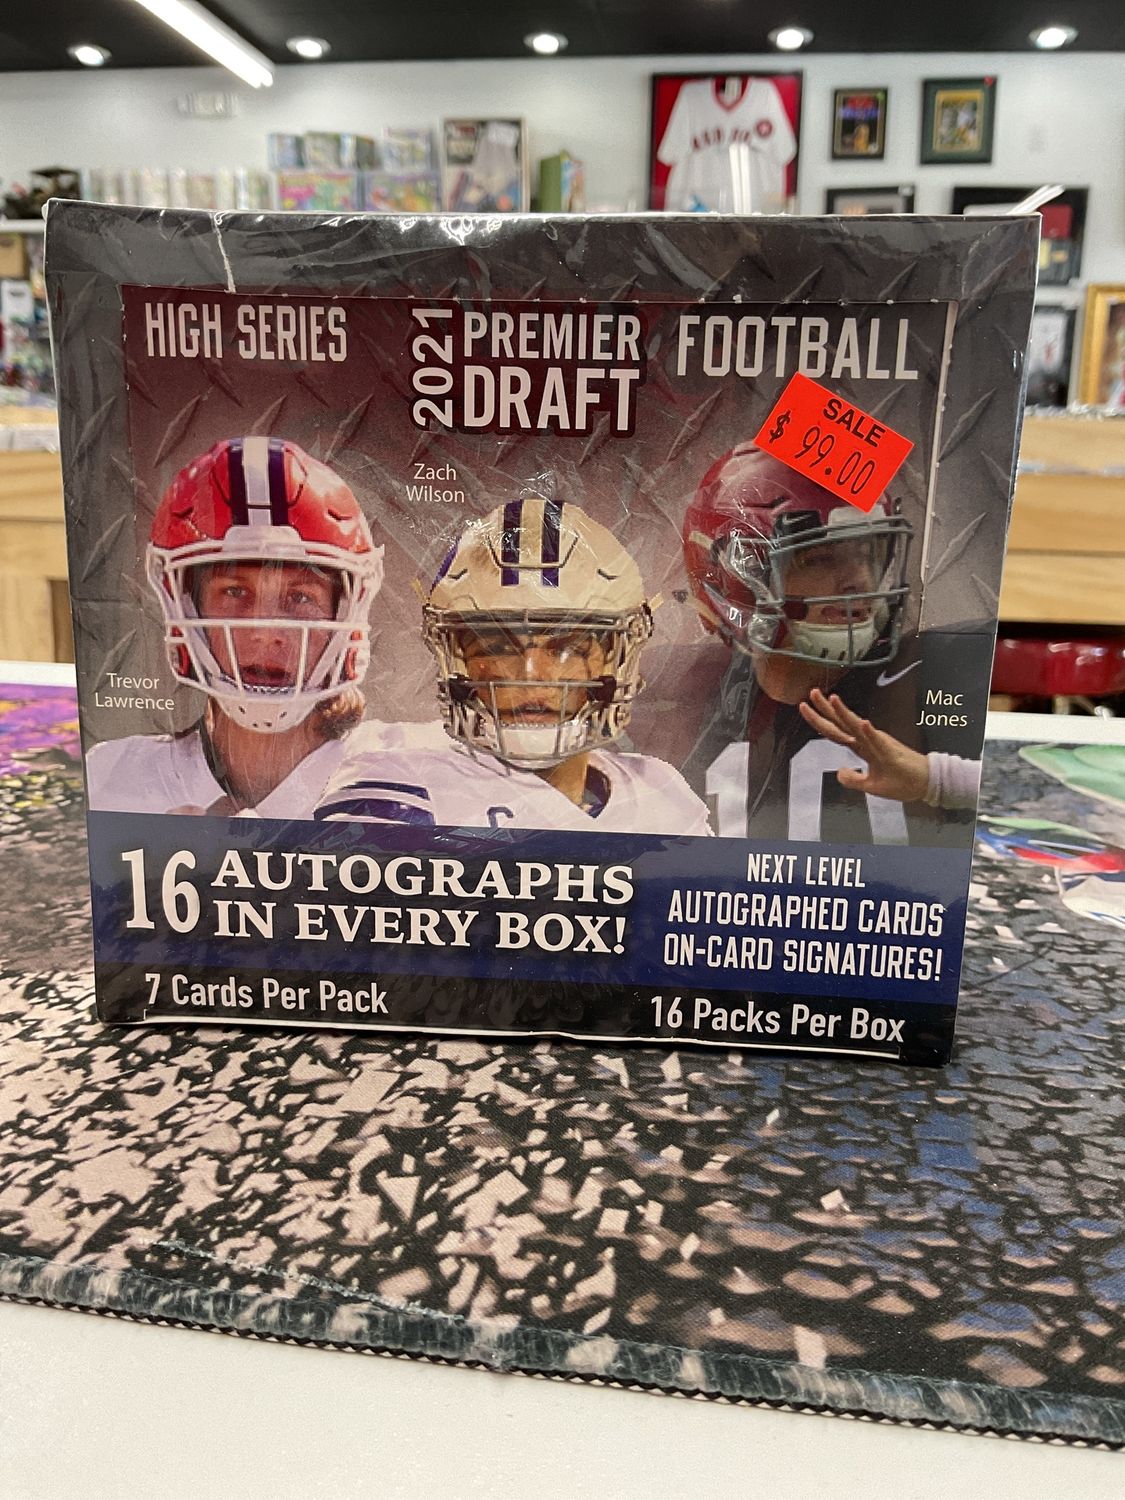 HIGH SERIES
2021
PREMIER
DRAFT
FOOTBALL
SALE
$ 99.00
Zach
Wilson
Trevor
Lawrence
Mac
Jones
16
AUTOGRAPHS
IN EVERY BOX!
NEXT LEVEL
AUTOGRAPHED CARDS
ON-CARD SIGNATURES!
7 Cards Per Pack
16 Packs Per Box
10